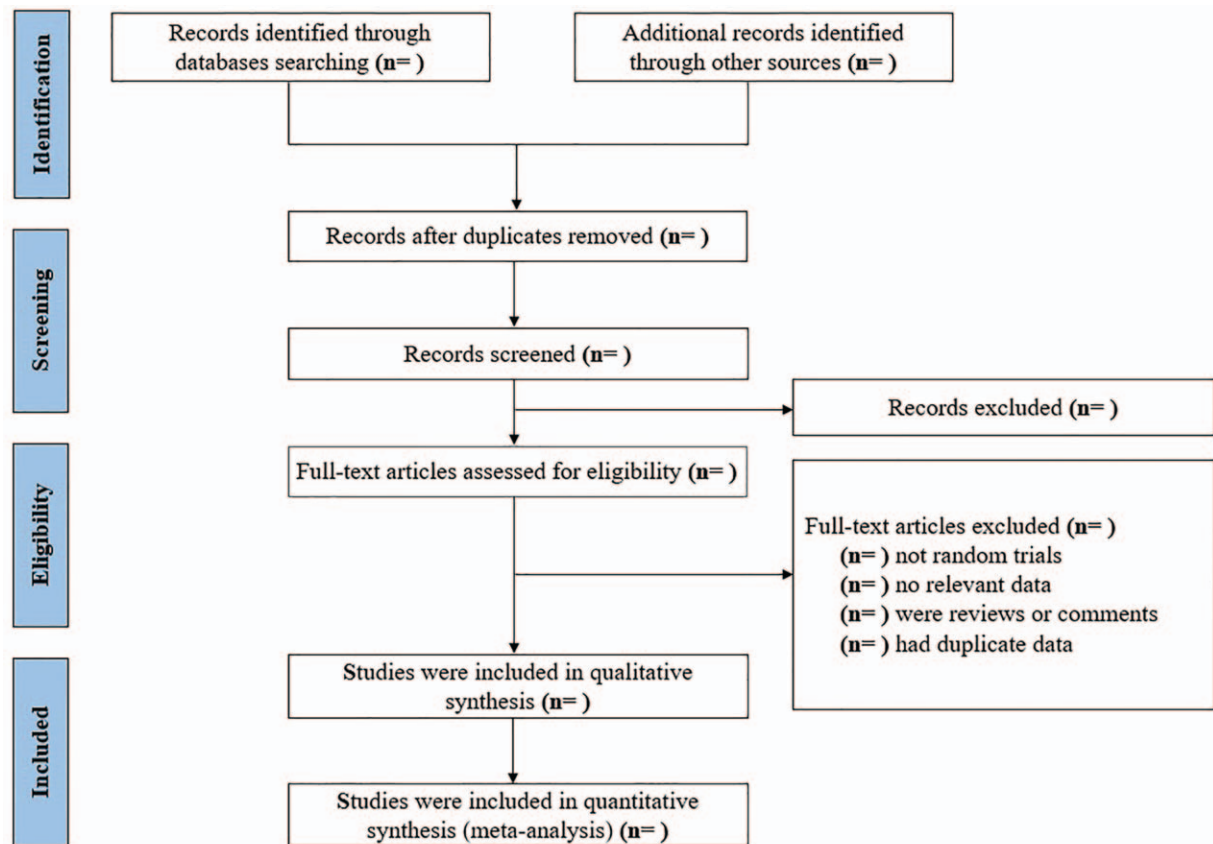 Identification
Records identified through
databases searching (n= )
Additional records identified
through other sources (n= )
Screening
Records after duplicates removed (n= )
Records screened (n= )
Records excluded (n= )
Eligibility
Full-text articles assessed for eligibility (n= )
Full-text articles excluded (n= )
(n= ) not random trials
(n= ) no relevant data
(n= ) were reviews or comments
(n= ) had duplicate data
Included
Studies were included in qualitative
synthesis (n= )
Studies were included in quantitative
synthesis (meta-analysis) (n= )